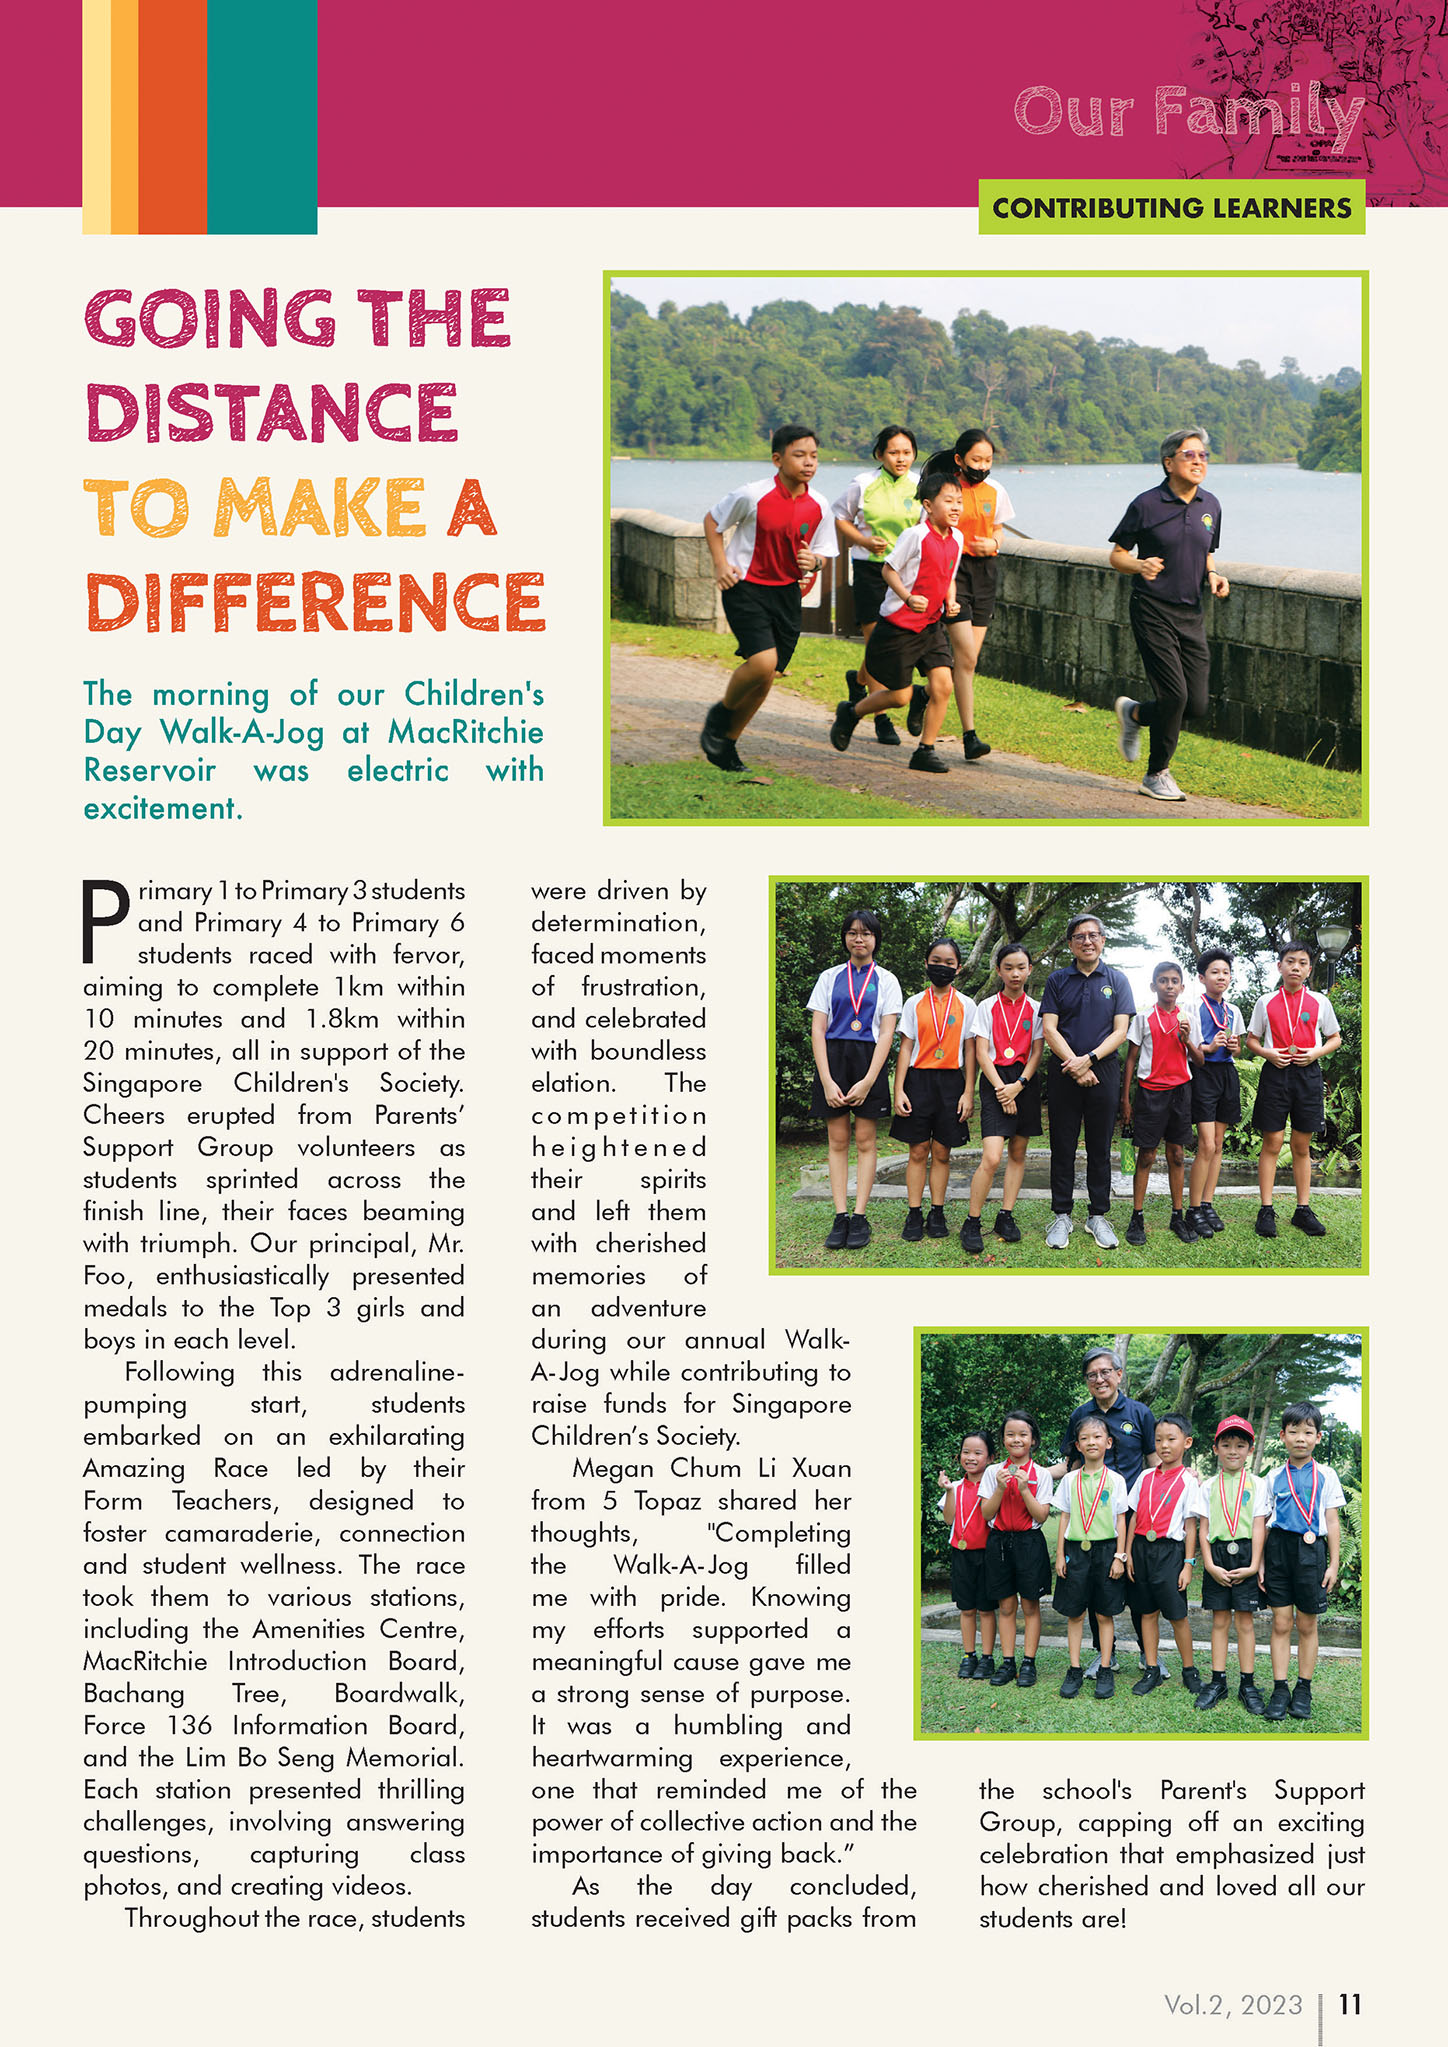 Our Family
CONTRIBUTING LEARNERS
GOING THE
DISTANCE
TO MAKE A
DIFFERENCE
The morning of our Children's
Day Walk-A-Jog at MacRitchie
Reservoir was electric with
excitement.
Primary 1 to Primary 3 students
and Primary 4 to Primary 6
students raced with fervor,
aiming to complete 1km within
10 minutes and 1.8km within
20 minutes, all in support of the
Singapore Children's Society.
Cheers erupted from Parents’
Support Group volunteers as
students sprinted across the
finish line, their faces beaming
with triumph. Our principal, Mr.
Foo, enthusiastically presented
medals to the Top 3 girls and
boys in each level.
Following this adrenaline-
pumping start, students
embarked on an exhilarating
Amazing Race led by their
Form Teachers, designed to
foster camaraderie, connection
and student wellness. The race
took them to various stations,
including the Amenities Centre,
MacRitchie Introduction Board,
Bachang Tree, Boardwalk,
Force 136 Information Board,
and the Lim Bo Seng Memorial.
Each station presented thrilling
challenges, involving answering
questions, capturing class
photos, and creating videos.
Throughout the race, students
were driven by
determination,
faced moments
of frustration,
and celebrated
with boundless
elation. The
competition
heightened
their spirits
and left them
with cherished
memories of
an adventure
during our annual Walk-
A-Jog while contributing to
raise funds for Singapore
Children’s Society.
Megan Chum Li Xuan
from 5 Topaz shared her
thoughts, "Completing
the Walk-A-Jog filled
me with pride. Knowing
my efforts supported a
meaningful cause gave me
a strong sense of purpose.
It was a humbling and
heartwarming experience,
one that reminded me of the
power of collective action and the
importance of giving back.”
As the day concluded,
students received gift packs from
the school's Parent's Support
Group, capping off an exciting
celebration that emphasized just
how cherished and loved all our
students are!
Vol.2, 2023 11